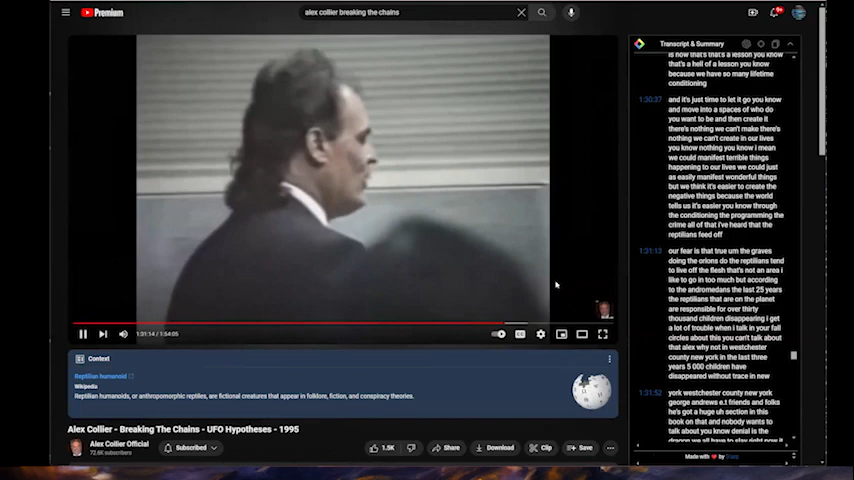 Premium
alex collier breaking the chains
9+
Transcript & Summary
is now that's that's a lesson you know
that's a hell of a lesson you know
because we have so many lifetime
conditioning
1:30:37
and it's just time to let it go you know
and move into a spaces of who do
you want to be and then create it
there's nothing we can't make there's
nothing we can't create in our lives
you know nothing you know i mean
we could manifest terrible things
happening to our lives we could just
as easily manifest wonderful things
but we think it's easier to create the
negative things because the world
tells us it's easier you know through
the conditioning the programming the
crime all of that i've heard that the
reptilians feed off
1:31:13
our fear is that true um the graves
doing the orions do the reptilians tend
to live off the flesh that's not an area i
like to go in too much but according
to the andromedans the last 25 years
the reptilians that are on the planet
are responsible for over thirty
thousand children disappearing i get
a lot of trouble when i talk in your fall
circles about this you can't talk about
that alex why not in westchester
county new york in the last three
years 5 000 children have
disappeared without trace in new
1:31:52
york westchester county new york
george andrews e.t friends and folks
he's got a huge uh section in this
book on that and nobody wants to
talk about you know denial is the
dragon we all have to slay right now it
Made with ❤ by Glasp
1:31:14 / 1:54:05
Context
Reptilian humanoid
Wikipedia
Reptilian humanoids, or anthropomorphic reptiles, are fictional creatures that appear in folklore, fiction, and conspiracy theories.
Alex Collier - Breaking The Chains - UFO Hypotheses - 1995
Alex Collier Official
72.6K subscribers
Subscribed
1.5K
Share
Download
Clip
Save